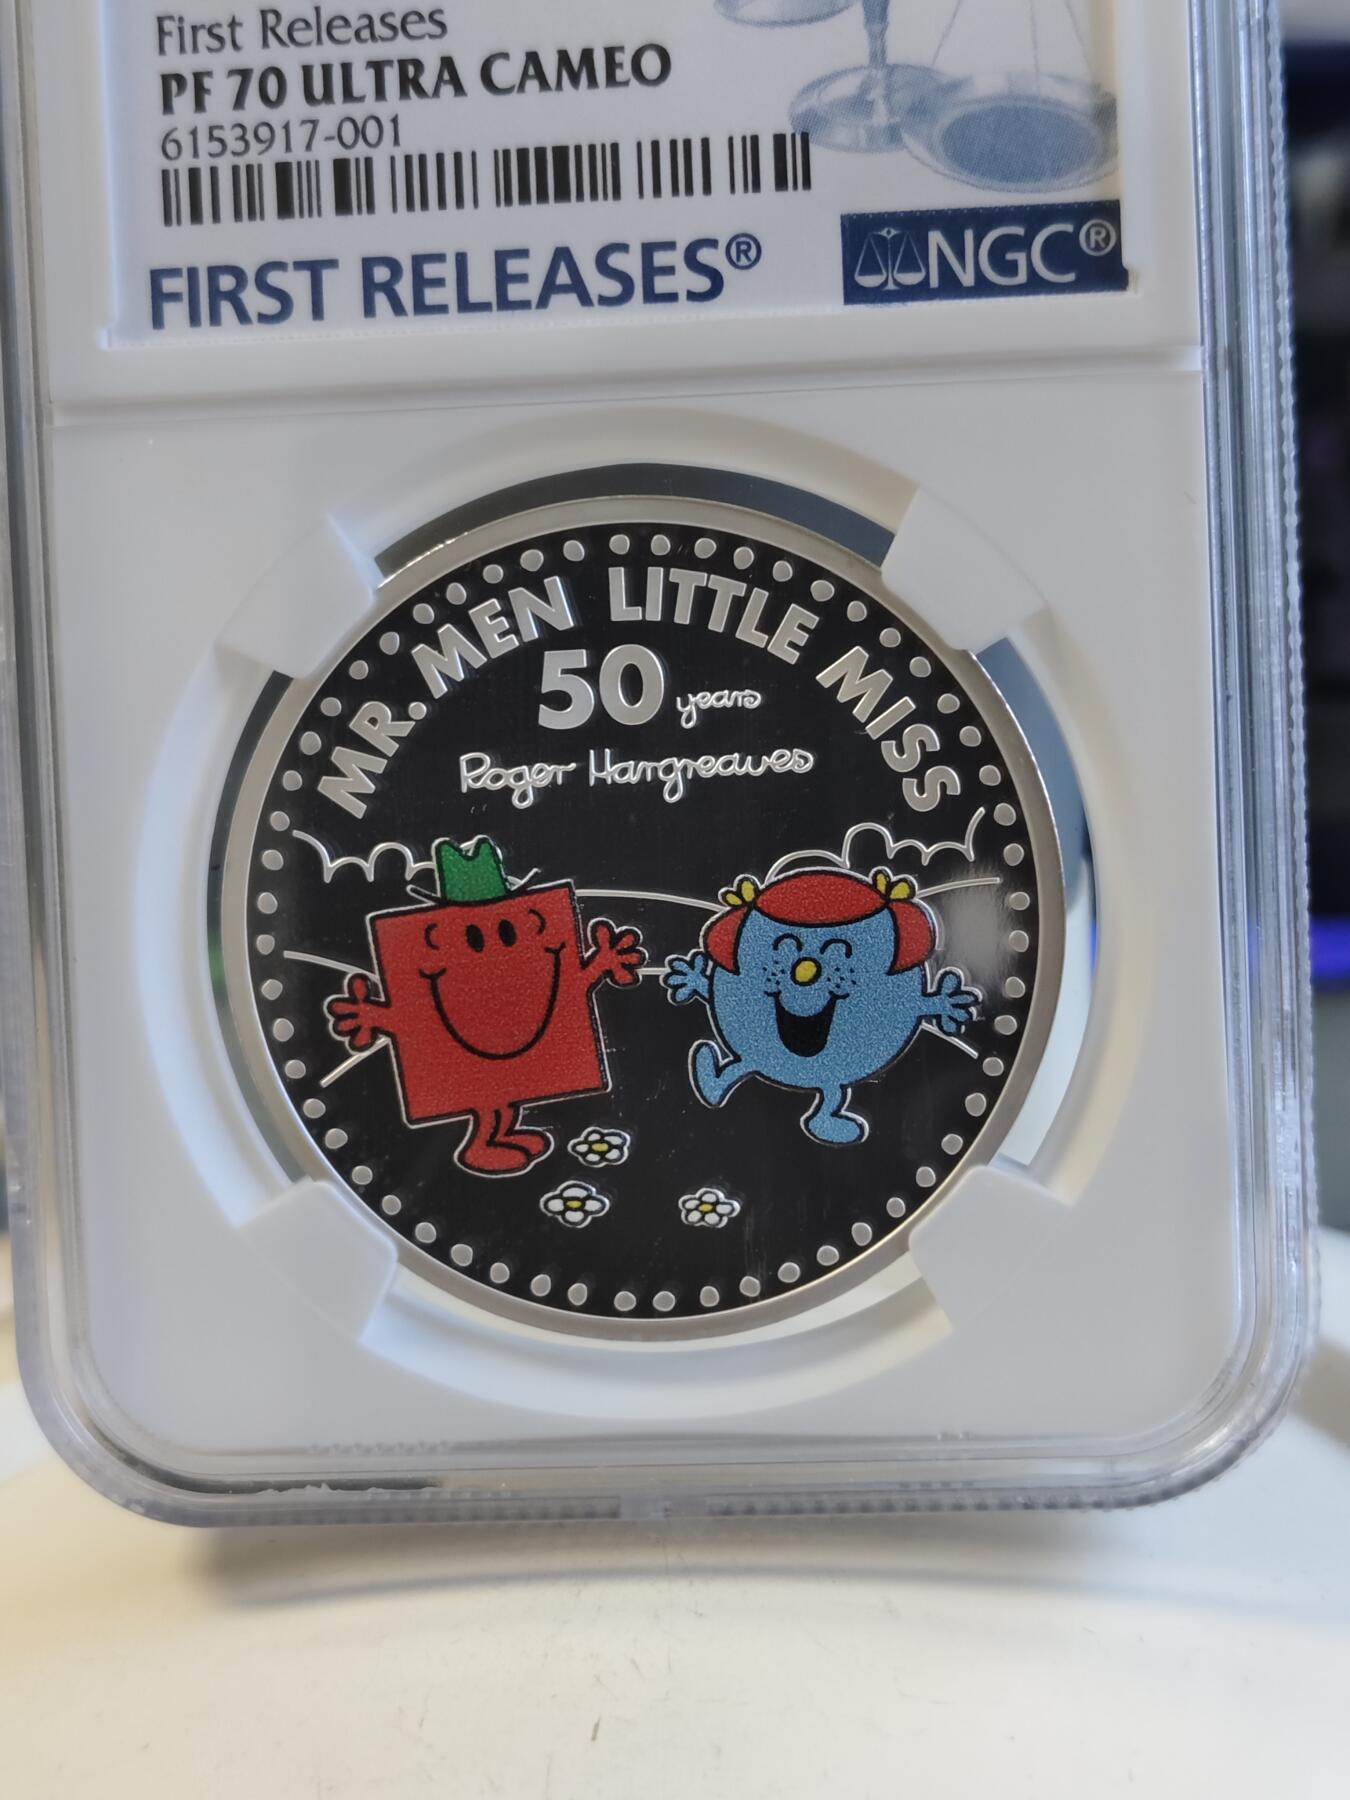 First Releases
PF 70 ULTRA CAMEO
6153917-001
FIRST RELEASES®
NGC®
MR. MEN LITTLE MISS
50 years
Roger Hargreaves